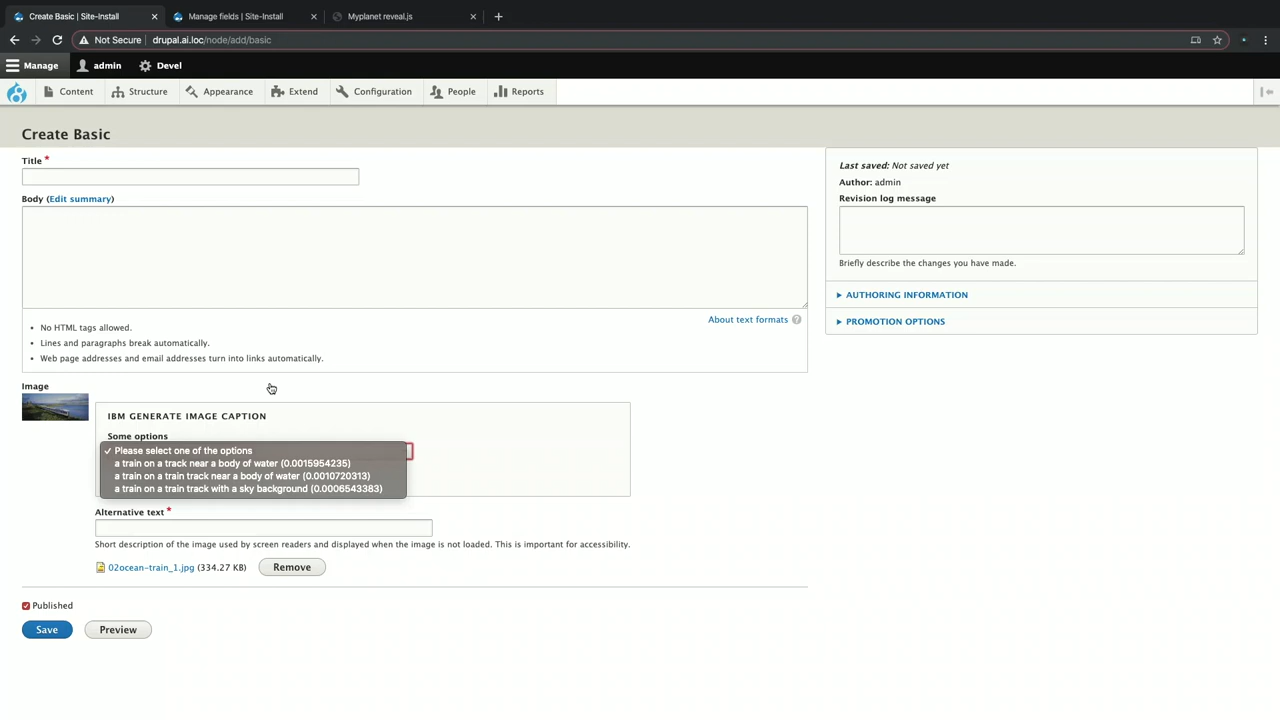 Create Basic | Site-Install
Manage fields | Site-Install
Myplanet reveal.js
Not Secure | drupal.ai.loc/node/add/basic
Manage
admin
Devel
Content
Structure
Appearance
Extend
Configuration
People
Reports
Create Basic
Title *
Body (Edit summary)
About text formats
No HTML tags allowed.
Lines and paragraphs break automatically.
Web page addresses and email addresses turn into links automatically.
Image
IBM GENERATE IMAGE CAPTION
Some options
✓ Please select one of the options
a train on a track near a body of water (0.0015954235)
a train on a train track near a body of water (0.0010720313)
a train on a train track with a sky background (0.0006543383)
Alternative text *
Short description of the image used by screen readers and displayed when the image is not loaded. This is important for accessibility.
02ocean-train_1.jpg (334.27 KB)
Remove
Published
Save
Preview
Last saved: Not saved yet
Author: admin
Revision log message
Briefly describe the changes you have made.
AUTHORING INFORMATION
PROMOTION OPTIONS